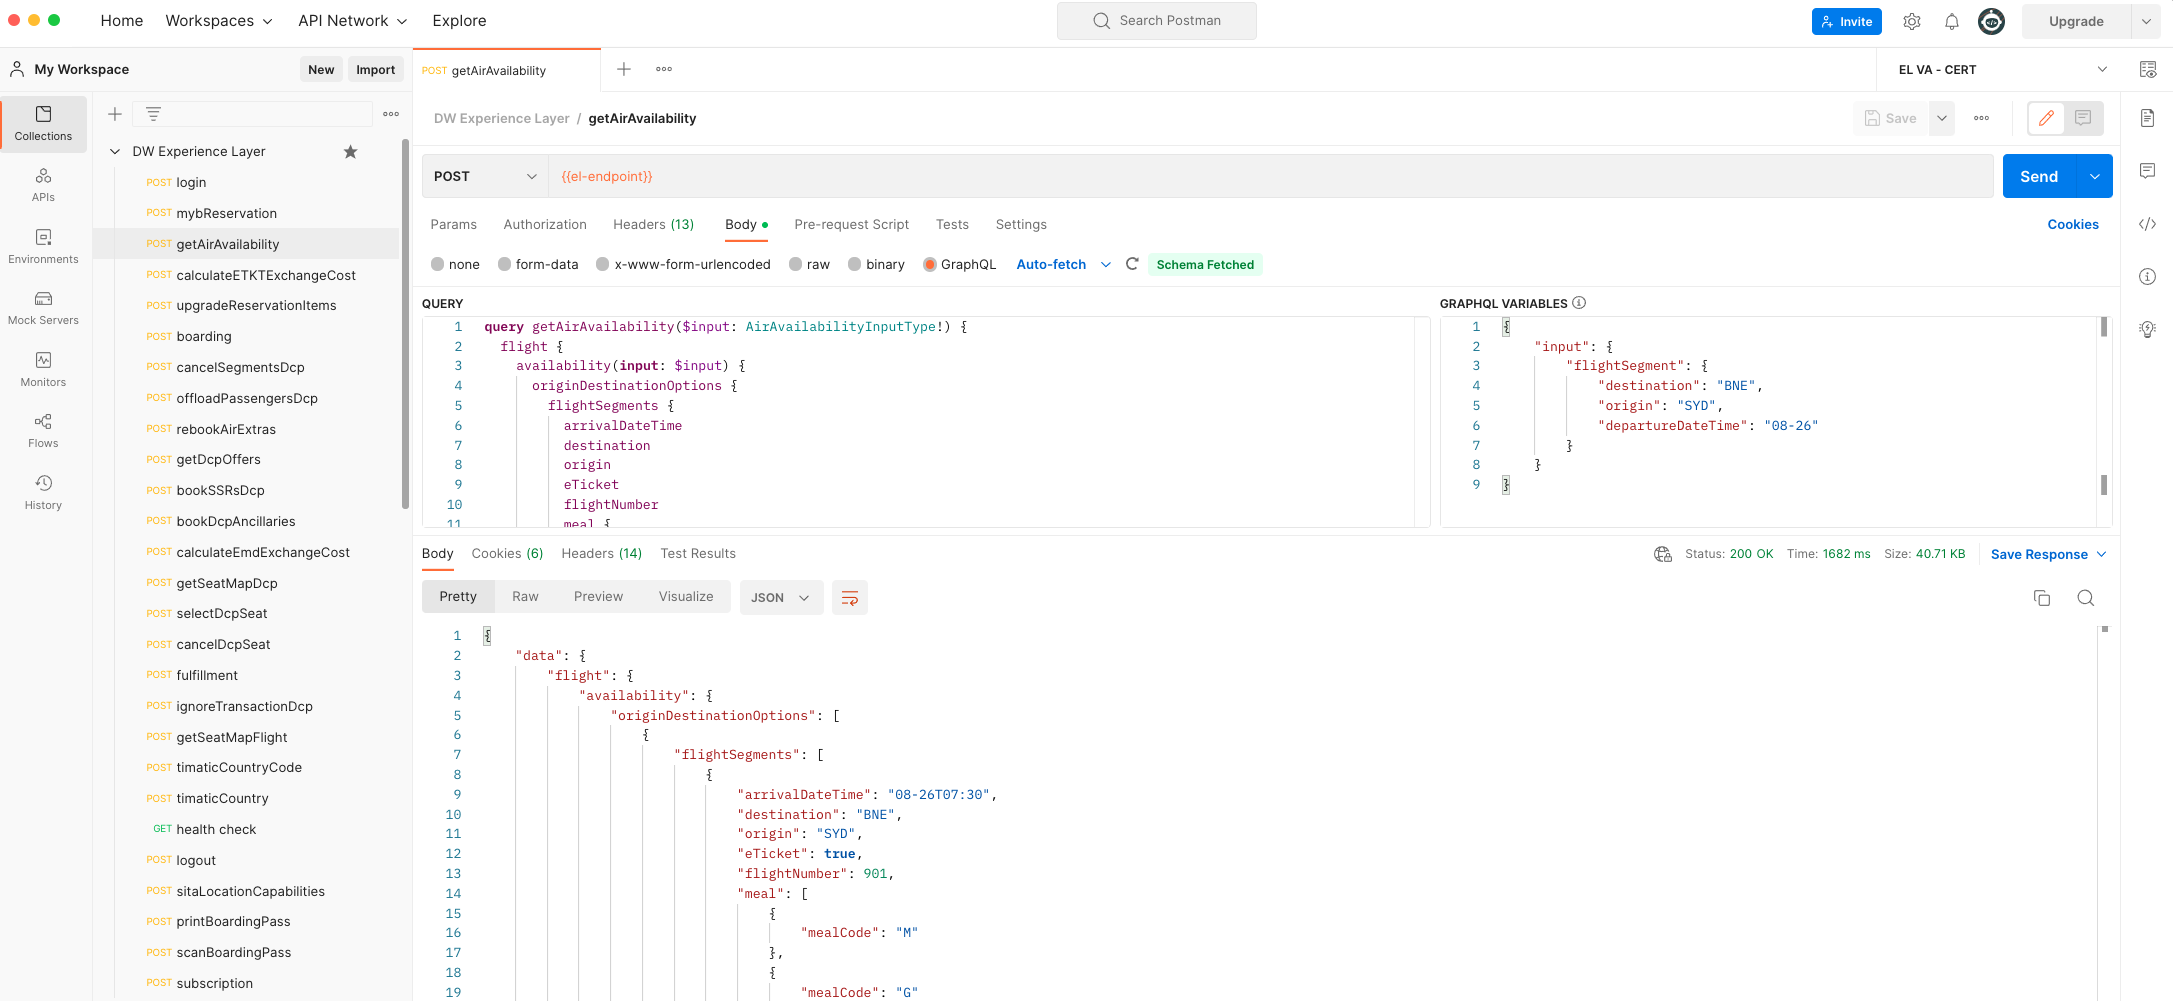 Home Workspaces API Network Explore Search Postman Invite Upgrade
My Workspace New Import
POST getAirAvailability
EL VA - CERT
Collections
APIs
Environments
Mock Servers
Monitors
Flows
History
DW Experience Layer
POST login
POST mybReservation
POST getAirAvailability
POST calculateETKTExchangeCost
POST upgradeReservationItems
POST boarding
POST cancelSegmentsDcp
POST offloadPassengersDcp
POST rebookAirExtras
POST getDcpOffers
POST bookSSRsDcp
POST bookDcpAncillaries
POST calculateEmdExchangeCost
POST getSeatMapDcp
POST selectDcpSeat
POST cancelDcpSeat
POST fulfillment
POST ignoreTransactionDcp
POST getSeatMapFlight
POST timaticCountryCode
POST timaticCountry
GET health check
POST logout
POST sitaLocationCapabilities
POST printBoardingPass
POST scanBoardingPass
POST subscription
DW Experience Layer / getAirAvailability
Save
POST {{el-endpoint}} Send
Params Authorization Headers (13) Body Pre-request Script Tests Settings Cookies
none form-data x-www-form-urlencoded raw binary GraphQL Auto-fetch Schema Fetched
QUERY
1 query getAirAvailability($input: AirAvailabilityInputType!) {
2 flight {
3 availability(input: $input) {
4 originDestinationOptions {
5 flightSegments {
6 arrivalDateTime
7 destination
8 origin
9 eTicket
10 flightNumber
11 meal {
GRAPHQL VARIABLES
1 {
2 "input": {
3 "flightSegment": {
4 "destination": "BNE",
5 "origin": "SYD",
6 "departureDateTime": "08-26"
7 }
8 }
9 }
Body Cookies (6) Headers (14) Test Results Status: 200 OK Time: 1682 ms Size: 40.71 KB Save Response
Pretty Raw Preview Visualize JSON
1 {
2 "data": {
3 "flight": {
4 "availability": {
5 "originDestinationOptions": [
6 {
7 "flightSegments": [
8 {
9 "arrivalDateTime": "08-26T07:30",
10 "destination": "BNE",
11 "origin": "SYD",
12 "eTicket": true,
13 "flightNumber": 901,
14 "meal": [
15 {
16 "mealCode": "M"
17 },
18 {
19 "mealCode": "G"